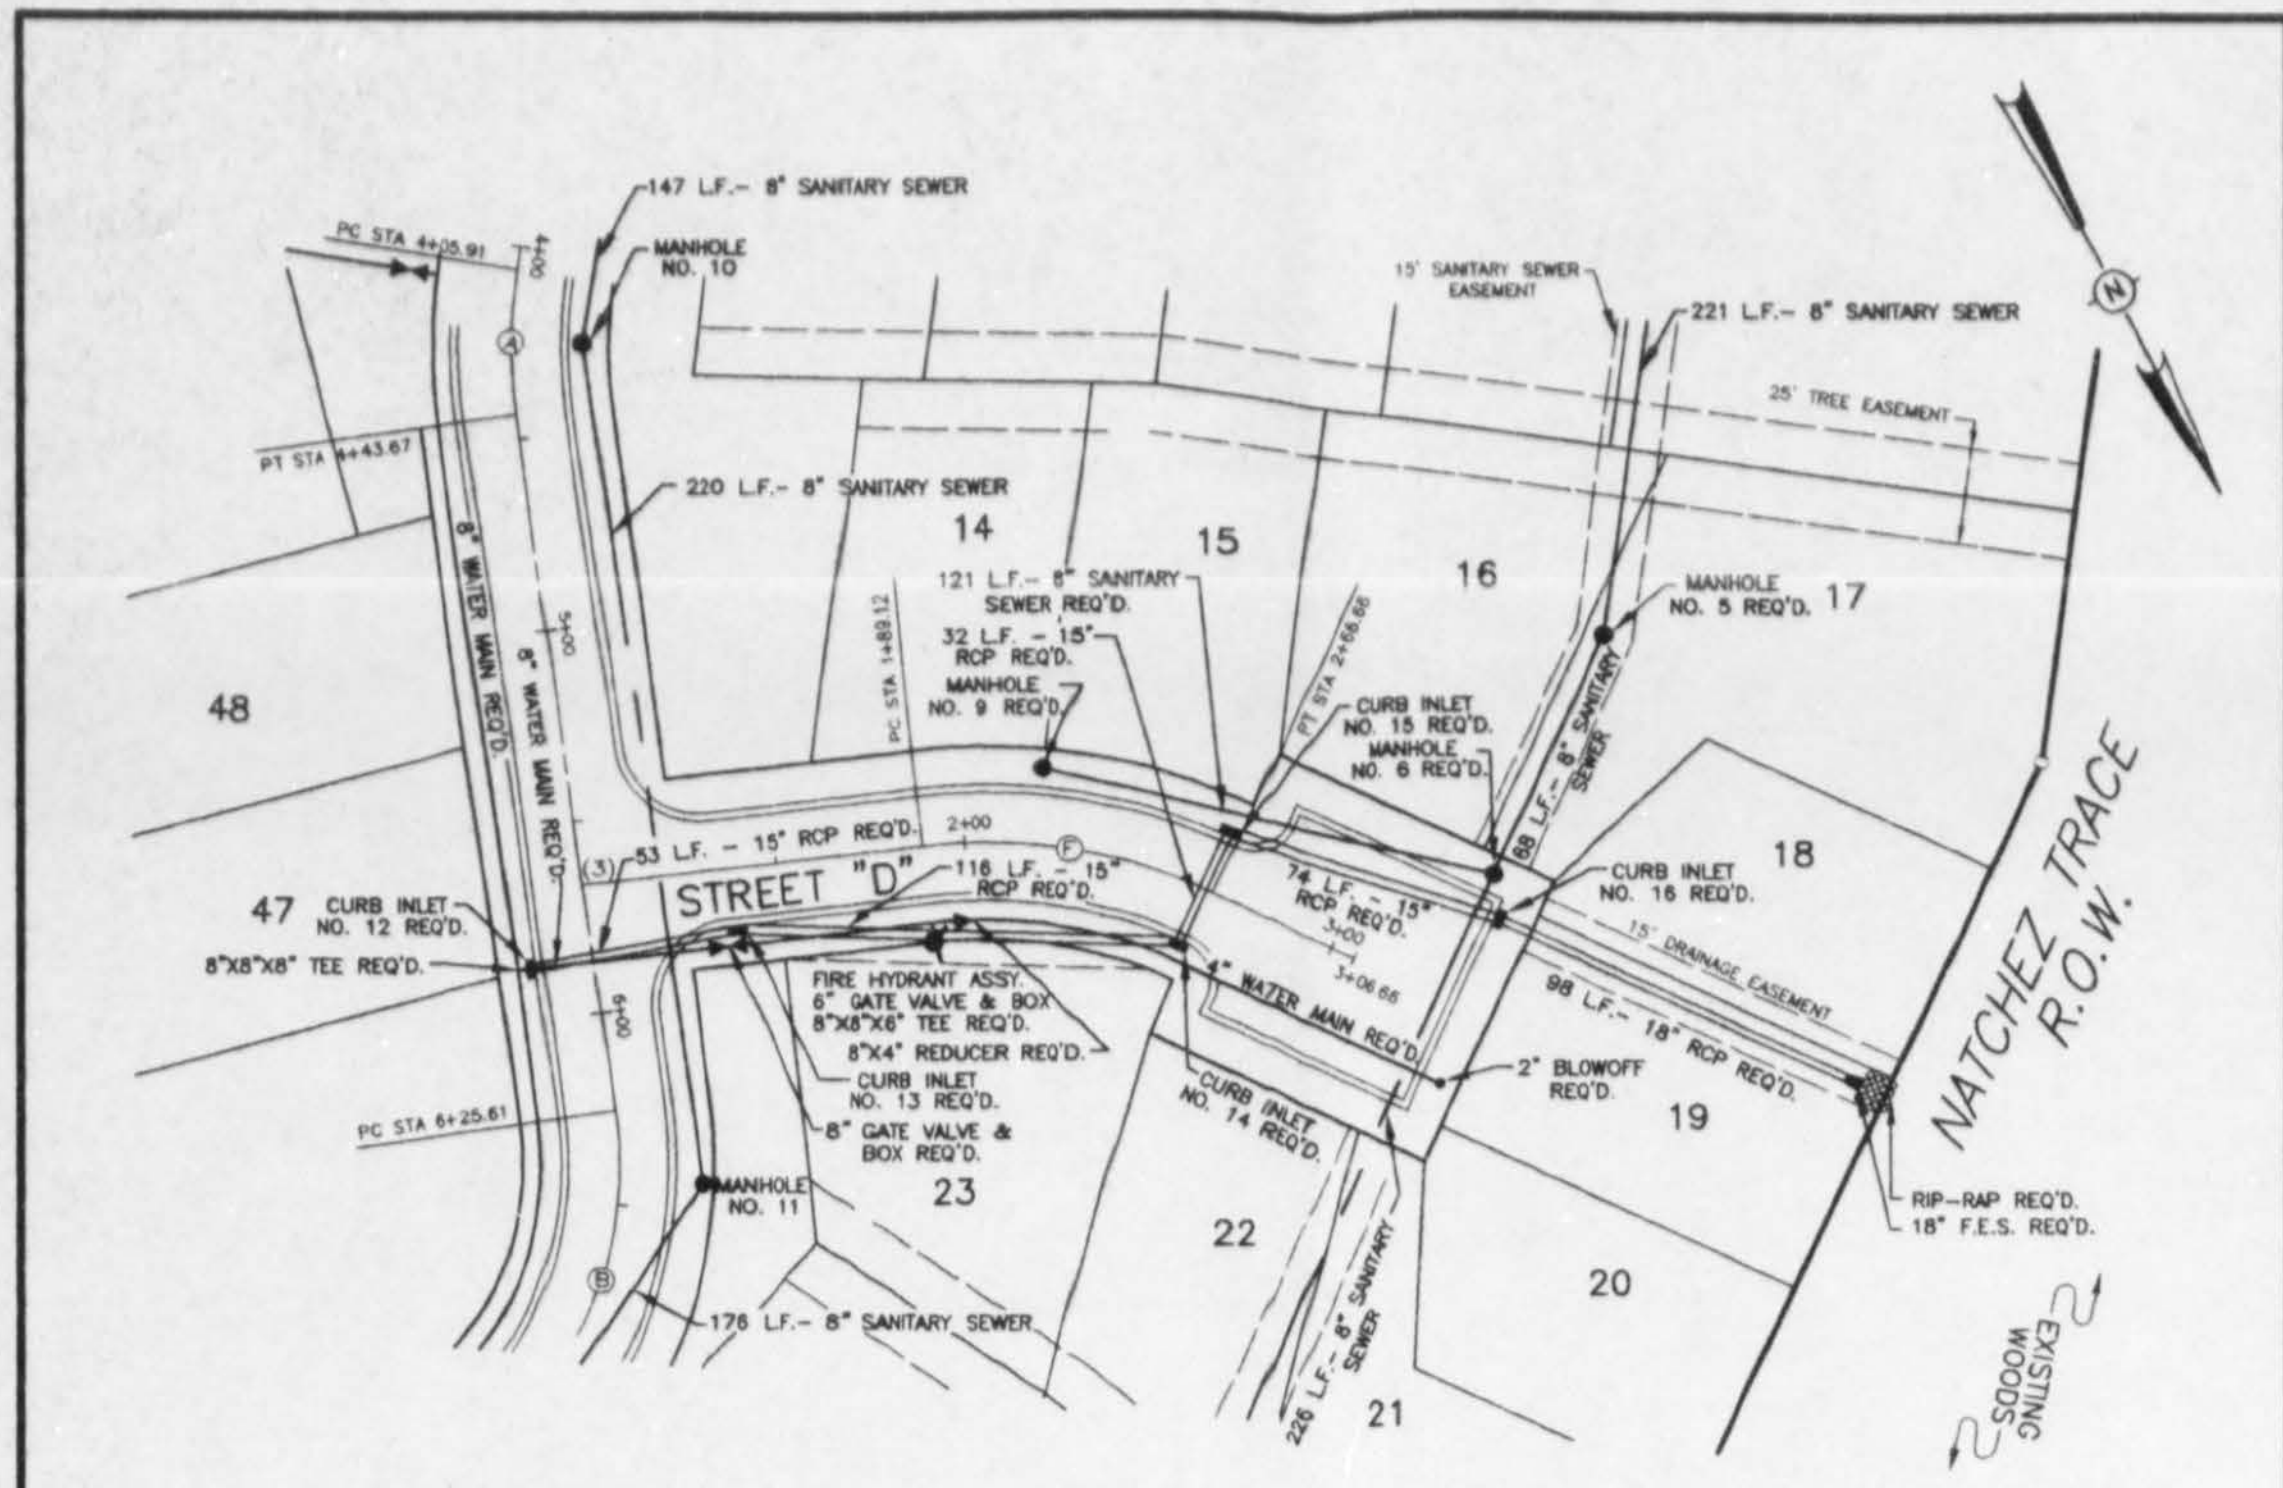 147 L.F.- 8" SANITARY SEWER
PC STA 4+05.91
4+00
MANHOLE
NO. 10
15' SANITARY SEWER
EASEMENT
N
221 L.F.- 8" SANITARY SEWER
A
25' TREE EASEMENT
PT STA 4+43.67
220 L.F.- 8" SANITARY SEWER
14
15
16
17
121 L.F.- 8" SANITARY
SEWER REQ'D.
32 L.F. - 15"
RCP REQ'D.
MANHOLE
NO. 9 REQ'D.
PC STA 1+89.12
PT STA 2+66.66
MANHOLE
NO. 5 REQ'D.
8" WATER MAIN REQ'D.
8" WATER MAIN REQ'D.
5+00
48
CURB INLET
NO. 15 REQ'D.
MANHOLE
NO. 6 REQ'D.
68 L.F.- 8" SANITARY
SEWER
NATCHEZ TRACE
R.O.W.
(3)
53 L.F. - 15" RCP REQ'D.
2+00
F
STREET "D"
116 L.F. - 15"
RCP REQ'D.
74 L.F. - 15"
RCP REQ'D.
3+00
3+06.66
18
CURB INLET
NO. 16 REQ'D.
47
CURB INLET
NO. 12 REQ'D.
8"X8"X8" TEE REQ'D.
15' DRAINAGE EASEMENT
98 L.F.- 18" RCP REQ'D.
FIRE HYDRANT ASSY.
6" GATE VALVE & BOX
8"X8"X6" TEE REQ'D.
8"X4" REDUCER REQ'D.
4" WATER MAIN REQ'D.
6+00
CURB INLET
NO. 13 REQ'D.
8" GATE VALVE &
BOX REQ'D.
CURB INLET
NO. 14 REQ'D.
2" BLOWOFF
REQ'D.
19
PC STA 6+25.61
MANHOLE
NO. 11
23
22
RIP-RAP REQ'D.
18" F.E.S. REQ'D.
B
20
176 L.F.- 8" SANITARY SEWER
226 L.F.- 8" SANITARY
SEWER
21
EXISTING
WOODS